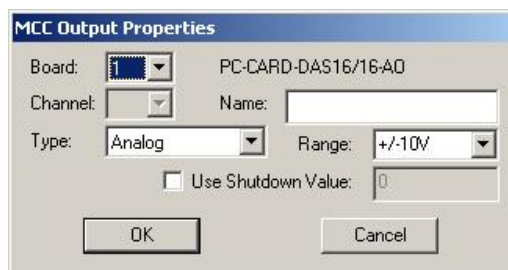 MCC Output Properties
Board: 1 PC-CARD-DAS16/16-AO
Channel: Name:
Type: Analog Range: +/-10V
Use Shutdown Value: 0
OK Cancel